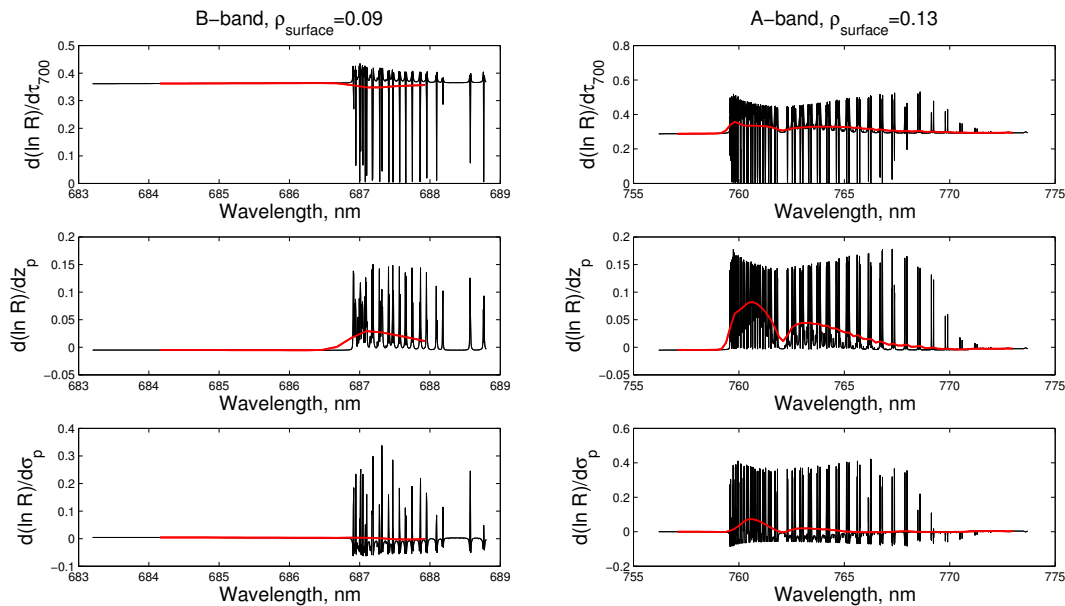 B−band, ρsurface=0.09
A−band, ρsurface=0.13
d(ln R)/dτ700
0.5
0.4
0.3
0.2
0.1
0
683 684 685 686 687 688 689
Wavelength, nm
d(ln R)/dτ700
0.8
0.6
0.4
0.2
0
755 760 765 770 775
Wavelength, nm
d(ln R)/dzp
0.2
0.15
0.1
0.05
0
−0.05
683 684 685 686 687 688 689
Wavelength, nm
d(ln R)/dzp
0.2
0.15
0.1
0.05
0
−0.05
755 760 765 770 775
Wavelength, nm
d(ln R)/dσp
0.4
0.3
0.2
0.1
0
−0.1
683 684 685 686 687 688 689
Wavelength, nm
d(ln R)/dσp
0.6
0.4
0.2
0
−0.2
755 760 765 770 775
Wavelength, nm